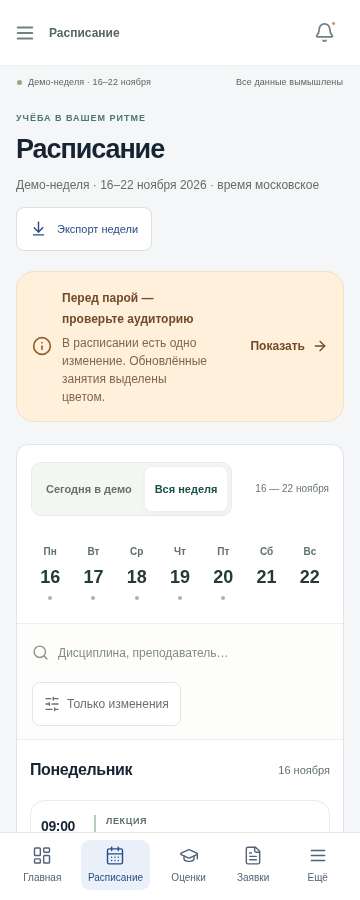 Расписание
Демо-неделя · 16–22 ноября
Все данные вымышлены
УЧЁБА В ВАШЕМ РИТМЕ
Расписание
Демо-неделя · 16–22 ноября 2026 · время московское
Экспорт недели
Перед парой —
проверьте аудиторию
В расписании есть одно
изменение. Обновлённые
занятия выделены
цветом.
Показать
Сегодня в демо
Вся неделя
16 — 22 ноября
Пн Вт Ср Чт Пт Сб Вс
16 17 18 19 20 21 22
Дисциплина, преподаватель…
Только изменения
Понедельник
16 ноября
09:00
ЛЕКЦИЯ
Главная Расписание Оценки Заявки Ещё